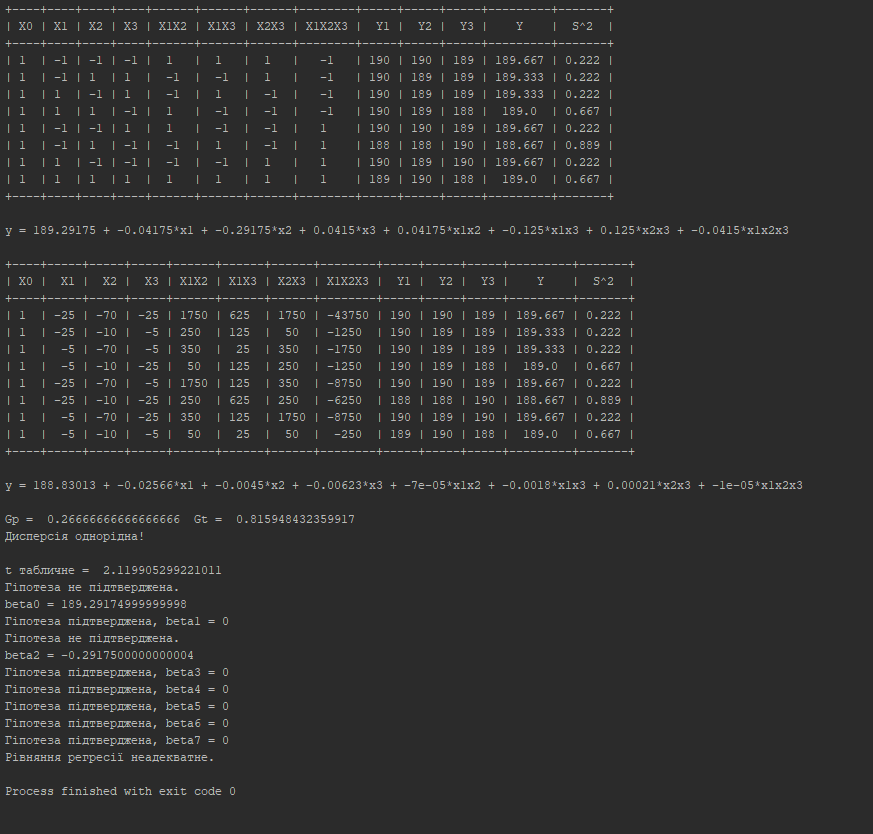 +----+----+----+----+------+------+------+--------+-----+-----+-----+---------+-------+
| X0 | X1 | X2 | X3 | X1X2 | X1X3 | X2X3 | X1X2X3 |  Y1 |  Y2 |  Y3 |    Y    |  S^2  |
+----+----+----+----+------+------+------+--------+-----+-----+-----+---------+-------+
| 1  | -1 | -1 | -1 |  1   |  1   |  1   |   -1   | 190 | 190 | 189 | 189.667 | 0.222 |
| 1  | -1 | 1  | 1  |  -1  |  -1  |  1   |   -1   | 190 | 189 | 189 | 189.333 | 0.222 |
| 1  | 1  | -1 | 1  |  -1  |  1   |  -1  |   -1   | 190 | 189 | 189 | 189.333 | 0.222 |
| 1  | 1  | 1  | -1 |  1   |  -1  |  -1  |   -1   | 190 | 189 | 188 |  189.0  | 0.667 |
| 1  | -1 | -1 | 1  |  1   |  -1  |  -1  |   1    | 190 | 190 | 189 | 189.667 | 0.222 |
| 1  | -1 | 1  | -1 |  -1  |  1   |  -1  |   1    | 188 | 188 | 190 | 188.667 | 0.889 |
| 1  | 1  | -1 | -1 |  -1  |  -1  |  1   |   1    | 190 | 189 | 190 | 189.667 | 0.222 |
| 1  | 1  | 1  | 1  |  1   |  1   |  1   |   1    | 189 | 190 | 188 |  189.0  | 0.667 |
+----+----+----+----+------+------+------+--------+-----+-----+-----+---------+-------+
y = 189.29175 + -0.04175*x1 + -0.29175*x2 + 0.0415*x3 + 0.04175*x1x2 + -0.125*x1x3 + 0.125*x2x3 + -0.0415*x1x2x3
+----+-----+-----+-----+------+------+------+--------+-----+-----+-----+---------+-------+
| X0 |  X1 |  X2 |  X3 | X1X2 | X1X3 | X2X3 | X1X2X3 |  Y1 |  Y2 |  Y3 |    Y    |  S^2  |
+----+-----+-----+-----+------+------+------+--------+-----+-----+-----+---------+-------+
| 1  | -25 | -70 | -25 | 1750 | 625  | 1750 | -43750 | 190 | 190 | 189 | 189.667 | 0.222 |
| 1  | -25 | -10 |  -5 | 250  | 125  |  50  | -1250  | 190 | 189 | 189 | 189.333 | 0.222 |
| 1  |  -5 | -70 |  -5 | 350  |  25  | 350  | -1750  | 190 | 189 | 189 | 189.333 | 0.222 |
| 1  |  -5 | -10 | -25 |  50  | 125  | 250  | -1250  | 190 | 189 | 188 |  189.0  | 0.667 |
| 1  | -25 | -70 |  -5 | 1750 | 125  | 350  | -8750  | 190 | 190 | 189 | 189.667 | 0.222 |
| 1  | -25 | -10 | -25 | 250  | 625  | 250  | -6250  | 188 | 188 | 190 | 188.667 | 0.889 |
| 1  |  -5 | -70 | -25 | 350  | 125  | 1750 | -8750  | 190 | 189 | 190 | 189.667 | 0.222 |
| 1  |  -5 | -10 |  -5 |  50  |  25  |  50  |  -250  | 189 | 190 | 188 |  189.0  | 0.667 |
+----+-----+-----+-----+------+------+------+--------+-----+-----+-----+---------+-------+
y = 188.83013 + -0.02566*x1 + -0.0045*x2 + -0.00623*x3 + -7e-05*x1x2 + -0.0018*x1x3 + 0.00021*x2x3 + -1e-05*x1x2x3
Gp =  0.26666666666666666  Gt =  0.815948432359917
Дисперсія однорідна!
t табличне =  2.119905299221011
Гіпотеза не підтверджена.
beta0 = 189.29174999999998
Гіпотеза підтверджена, beta1 = 0
Гіпотеза не підтверджена.
beta2 = -0.2917500000000004
Гіпотеза підтверджена, beta3 = 0
Гіпотеза підтверджена, beta4 = 0
Гіпотеза підтверджена, beta5 = 0
Гіпотеза підтверджена, beta6 = 0
Гіпотеза підтверджена, beta7 = 0
Рівняння регресії неадекватне.
Process finished with exit code 0